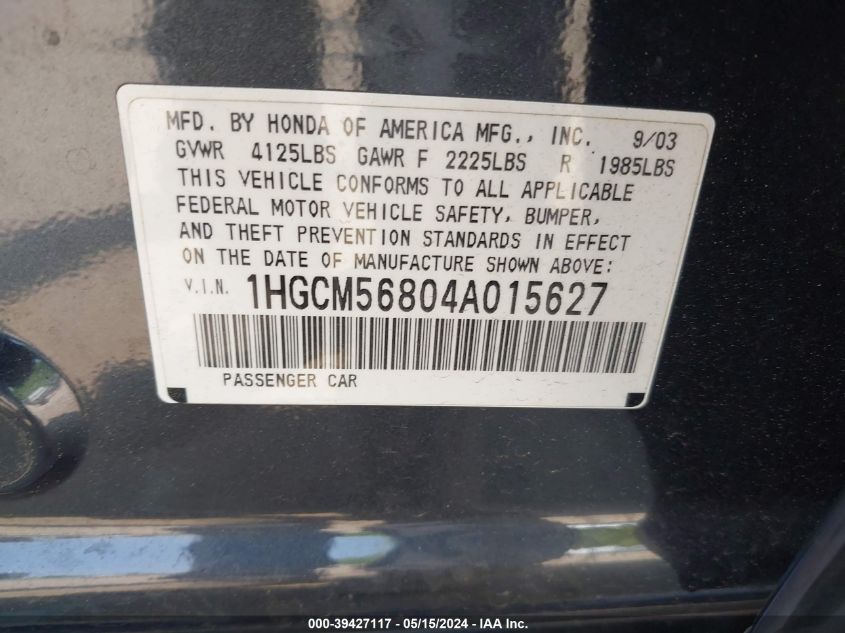 MFD. BY HONDA OF AMERICA MFG., INC. 9/03
GVWR 4125LBS GAWR F 2225LBS R 1985LBS
THIS VEHICLE CONFORMS TO ALL APPLICABLE
FEDERAL MOTOR VEHICLE SAFETY, BUMPER,
AND THEFT PREVENTION STANDARDS IN EFFECT
ON THE DATE OF MANUFACTURE SHOWN ABOVE:
V.I.N. 1HGCM56804A015627
PASSENGER CAR
000-39427117 - 05/15/2024 - IAAI.COM